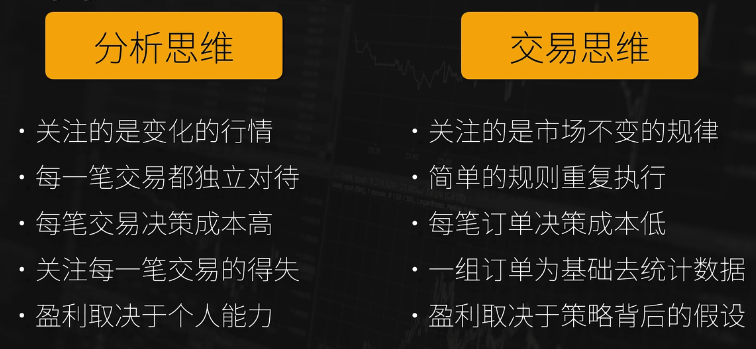 分析思维
• 关注的是变化的行情
• 每一笔交易都独立对待
• 每笔交易决策成本高
• 关注每一笔交易的得失
• 盈利取决于个人能力
交易思维
• 关注的是市场不变的规律
• 简单的规则重复执行
• 每笔订单决策成本低
• 一组订单为基础去统计数据
• 盈利取决于策略背后的假设